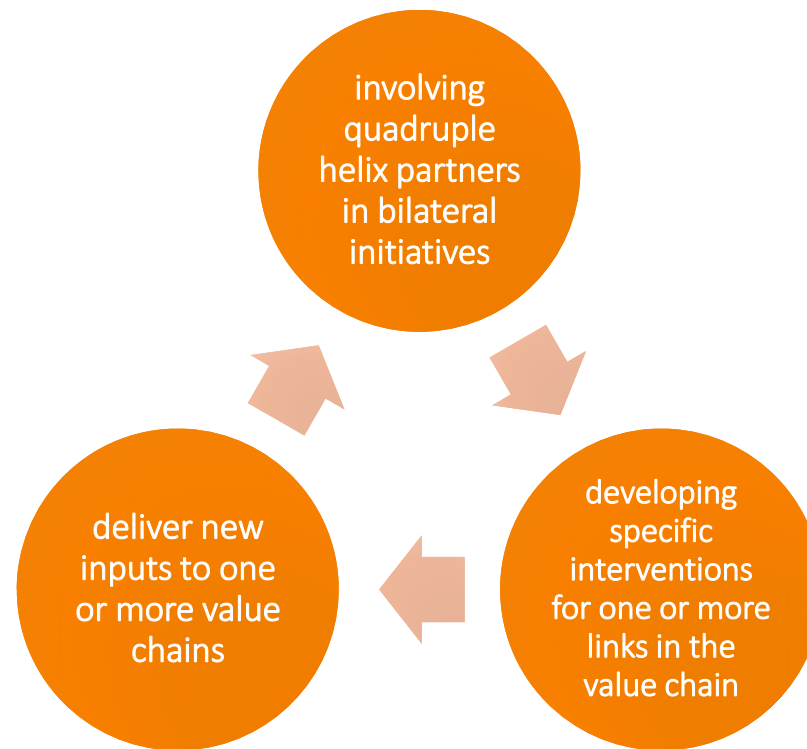 involving
quadruple
helix partners
in bilateral
initiatives
developing
specific
interventions
for one or more
links in the
value chain
deliver new
inputs to one
or more value
chains